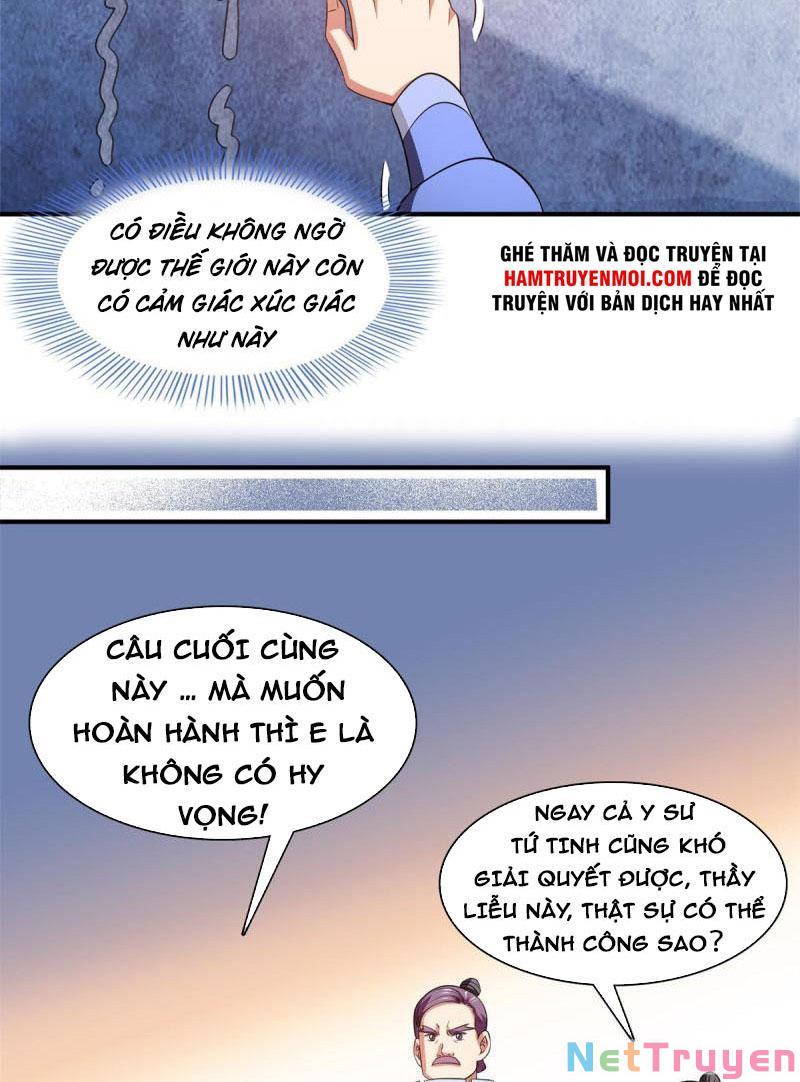 CÓ ĐIỀU KHÔNG NGỜ
ĐƯỢC THẾ GIỚI NÀY CÒN
CÓ CẢM GIÁC XÚC GIÁC
NHƯ NÀY
GHÉ THĂM VÀ ĐỌC TRUYỆN TẠI
HAMTRUYENMOI.COM ĐỂ ĐỌC
TRUYỆN VỚI BẢN DỊCH HAY NHẤT
CÂU CUỐI CÙNG
NÀY ... MÀ MUỐN
HOÀN HÀNH THÌ E LÀ
KHÔNG CÓ HY
VỌNG!
NGAY CẢ Y SƯ
TỨ TINH CŨNG KHÓ
GIẢI QUYẾT ĐƯỢC, THẦY
LIỄU NÀY, THẬT SỰ CÓ THỂ
THÀNH CÔNG SAO?
NetTruyen